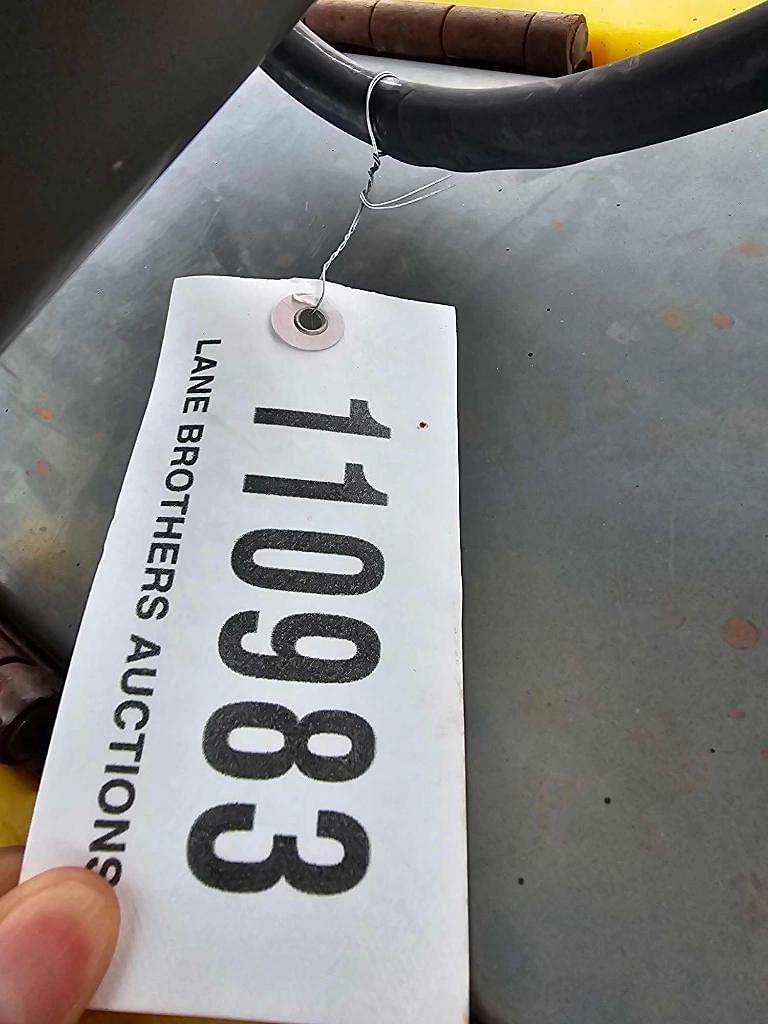 110983
LANE BROTHERS AUCTIONS